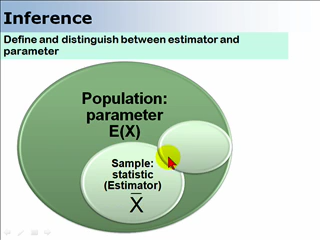 Inference
Define and distinguish between estimator and
parameter
Population:
parameter
E(X)
Sample:
statistic
(Estimator)
X̅